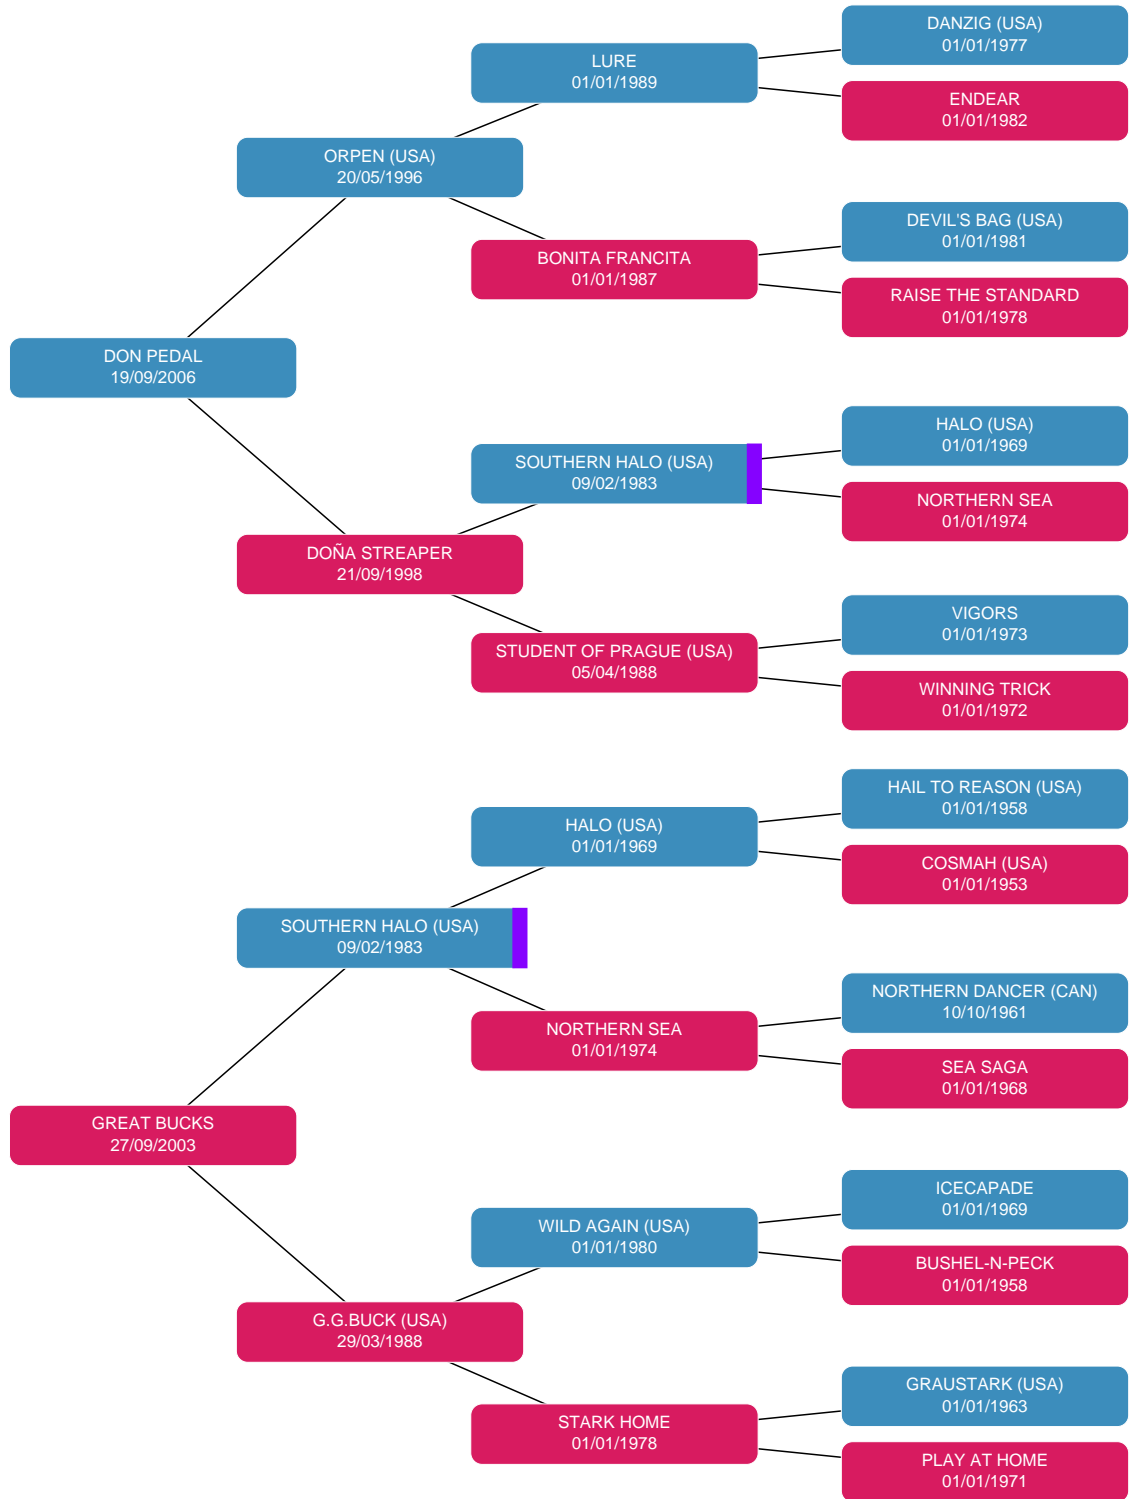 DANZIG (USA)
01/01/1977
LURE
01/01/1989
ENDEAR
01/01/1982
ORPEN (USA)
20/05/1996
DEVIL'S BAG (USA)
01/01/1981
BONITA FRANCITA
01/01/1987
RAISE THE STANDARD
01/01/1978
DON PEDAL
19/09/2006
HALO (USA)
01/01/1969
SOUTHERN HALO (USA)
09/02/1983
NORTHERN SEA
01/01/1974
DOÑA STREAPER
21/09/1998
VIGORS
01/01/1973
STUDENT OF PRAGUE (USA)
05/04/1988
WINNING TRICK
01/01/1972
HAIL TO REASON (USA)
01/01/1958
HALO (USA)
01/01/1969
COSMAH (USA)
01/01/1953
SOUTHERN HALO (USA)
09/02/1983
NORTHERN DANCER (CAN)
10/10/1961
NORTHERN SEA
01/01/1974
SEA SAGA
01/01/1968
GREAT BUCKS
27/09/2003
ICECAPADE
01/01/1969
WILD AGAIN (USA)
01/01/1980
BUSHEL-N-PECK
01/01/1958
G.G.BUCK (USA)
29/03/1988
GRAUSTARK (USA)
01/01/1963
STARK HOME
01/01/1978
PLAY AT HOME
01/01/1971